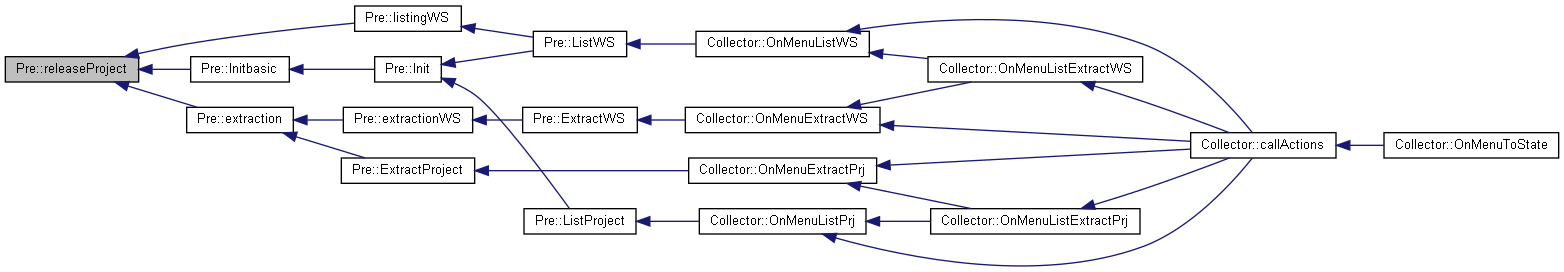 Pre::releaseProject
Pre::listingWS
Pre::Initbasic
Pre::extraction
Pre::Init
Pre::extractionWS
Pre::ExtractProject
Pre::ListWS
Pre::ExtractWS
Pre::ListProject
Collector::OnMenuListWS
Collector::OnMenuExtractWS
Collector::OnMenuExtractPrj
Collector::OnMenuListPrj
Collector::OnMenuListExtractWS
Collector::OnMenuListExtractPrj
Collector::callActions
Collector::OnMenuToState